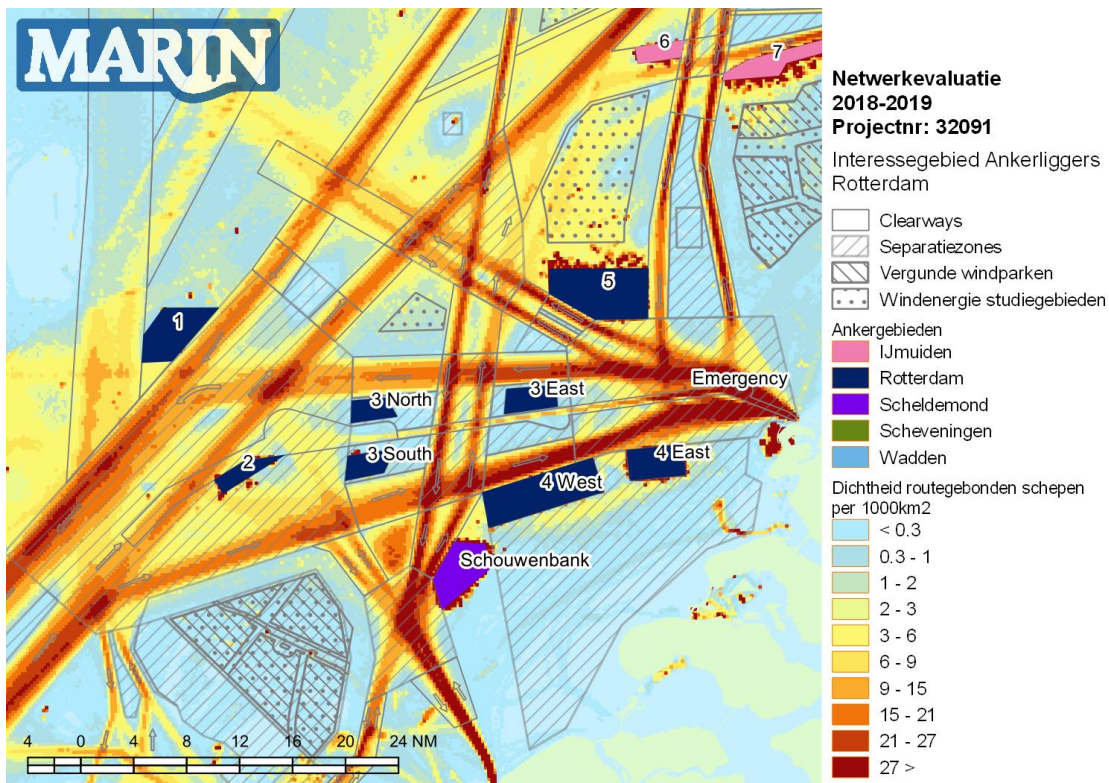 MARIN
6
7
5
1
Emergency
3 East
3 North
3 South
4 East
2
4 West
Schouwenbank
4 0 4 8 12 16 20 24 NM
Netwerkevaluatie
2018-2019
Projectnr: 32091
Interessegebied Ankerliggers
Rotterdam
Clearways
Separatiezones
Vergunde windparken
Windenergie studiegebieden
Ankergebieden
IJmuiden
Rotterdam
Scheldemond
Scheveningen
Wadden
Dichtheid routegebonden schepen
per 1000km2
< 0.3
0.3 - 1
1 - 2
2 - 3
3 - 6
6 - 9
9 - 15
15 - 21
21 - 27
27 >